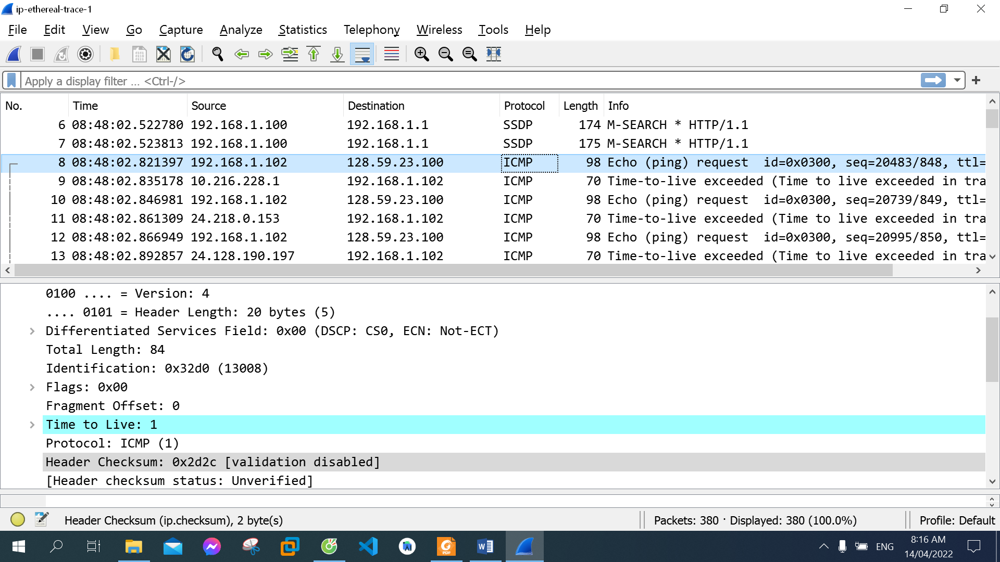 ip-ethereal-trace-1
File Edit View Go Capture Analyze Statistics Telephony Wireless Tools Help
Apply a display filter ... <Ctrl-/>
No. Time Source Destination Protocol Length Info
6 08:48:02.522780 192.168.1.100 192.168.1.1 SSDP 174 M-SEARCH * HTTP/1.1
7 08:48:02.523813 192.168.1.100 192.168.1.1 SSDP 175 M-SEARCH * HTTP/1.1
8 08:48:02.821397 192.168.1.102 128.59.23.100 ICMP 98 Echo (ping) request id=0x0300, seq=20483/848, ttl=
9 08:48:02.835178 10.216.228.1 192.168.1.102 ICMP 70 Time-to-live exceeded (Time to live exceeded in tra
10 08:48:02.846981 192.168.1.102 128.59.23.100 ICMP 98 Echo (ping) request id=0x0300, seq=20739/849, ttl=
11 08:48:02.861309 24.218.0.153 192.168.1.102 ICMP 70 Time-to-live exceeded (Time to live exceeded in tra
12 08:48:02.866949 192.168.1.102 128.59.23.100 ICMP 98 Echo (ping) request id=0x0300, seq=20995/850, ttl=
13 08:48:02.892857 24.128.190.197 192.168.1.102 ICMP 70 Time-to-live exceeded (Time to live exceeded in tra
0100 .... = Version: 4
.... 0101 = Header Length: 20 bytes (5)
Differentiated Services Field: 0x00 (DSCP: CS0, ECN: Not-ECT)
Total Length: 84
Identification: 0x32d0 (13008)
Flags: 0x00
Fragment Offset: 0
Time to Live: 1
Protocol: ICMP (1)
Header Checksum: 0x2d2c [validation disabled]
[Header checksum status: Unverified]
Header Checksum (ip.checksum), 2 byte(s) Packets: 380 · Displayed: 380 (100.0%) Profile: Default
PDF
ENG
8:16 AM
14/04/2022